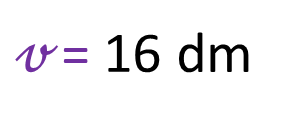 𝓋 = 16 dm